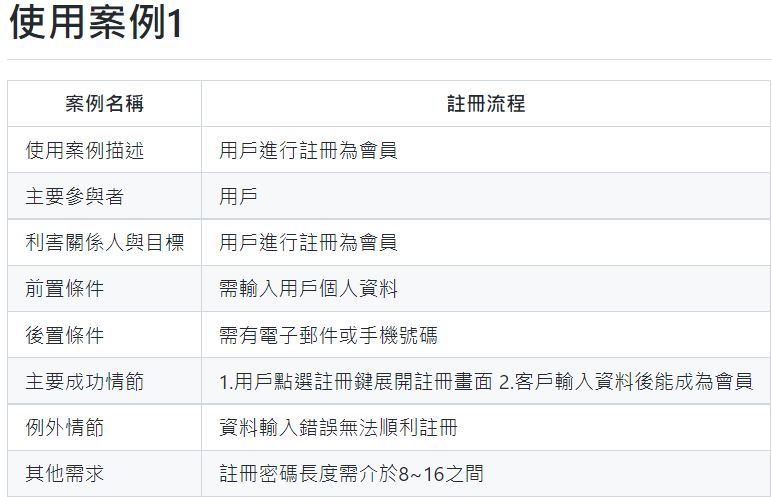 使用案例1
案例名稱 註冊流程
使用案例描述 用戶進行註冊為會員
主要參與者 用戶
利害關係人與目標 用戶進行註冊為會員
前置條件 需輸入用戶個人資料
後置條件 需有電子郵件或手機號碼
主要成功情節 1.用戶點選註冊鍵展開註冊畫面 2.客戶輸入資料後能成為會員
例外情節 資料輸入錯誤無法順利註冊
其他需求 註冊密碼長度需介於8~16之間